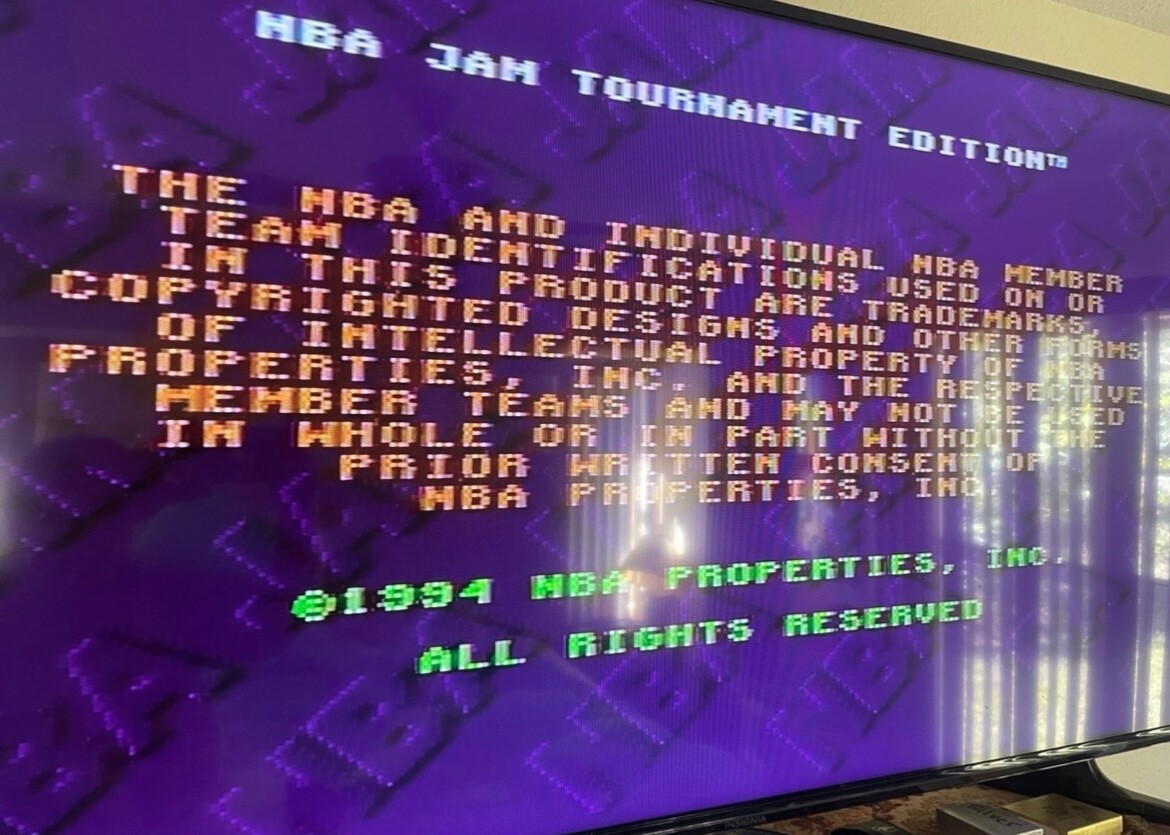 NBA JAM TOURNAMENT EDITION™
THE NBA AND INDIVIDUAL NBA MEMBER
TEAM IDENTIFICATIONS USED ON OR
IN THIS PRODUCT ARE TRADEMARKS,
COPYRIGHTED DESIGNS AND OTHER FORMS
OF INTELLECTUAL PROPERTY OF NBA
PROPERTIES, INC. AND THE RESPECTIVE
MEMBER TEAMS AND MAY NOT BE USED
IN WHOLE OR IN PART WITHOUT THE
PRIOR WRITTEN CONSENT OF
NBA PROPERTIES, INC.
©1994 NBA PROPERTIES, INC.
ALL RIGHTS RESERVED
INSIGNIA